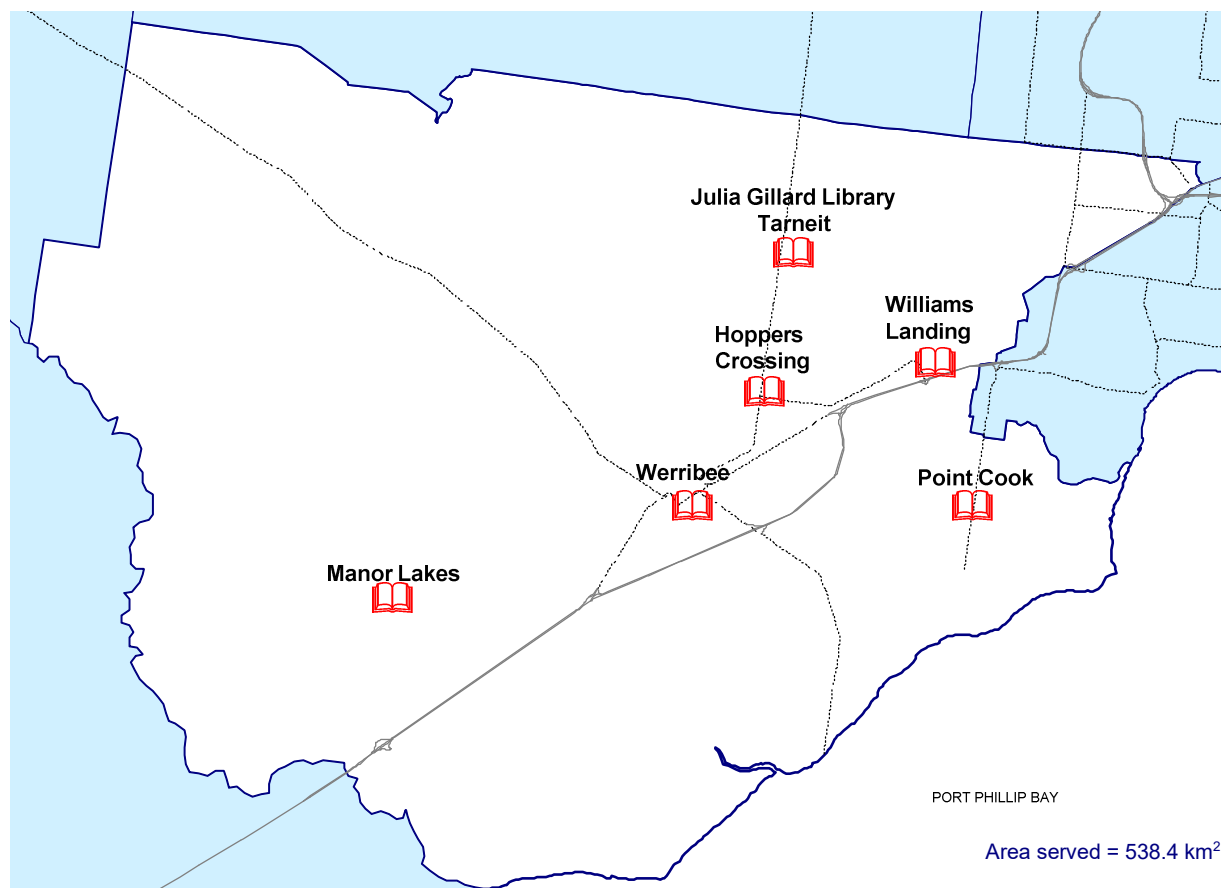 Julia Gillard Library
Tarneit
Williams
Landing
Hoppers
Crossing
Werribee
Point Cook
Manor Lakes
PORT PHILLIP BAY
Area served = 538.4 km²